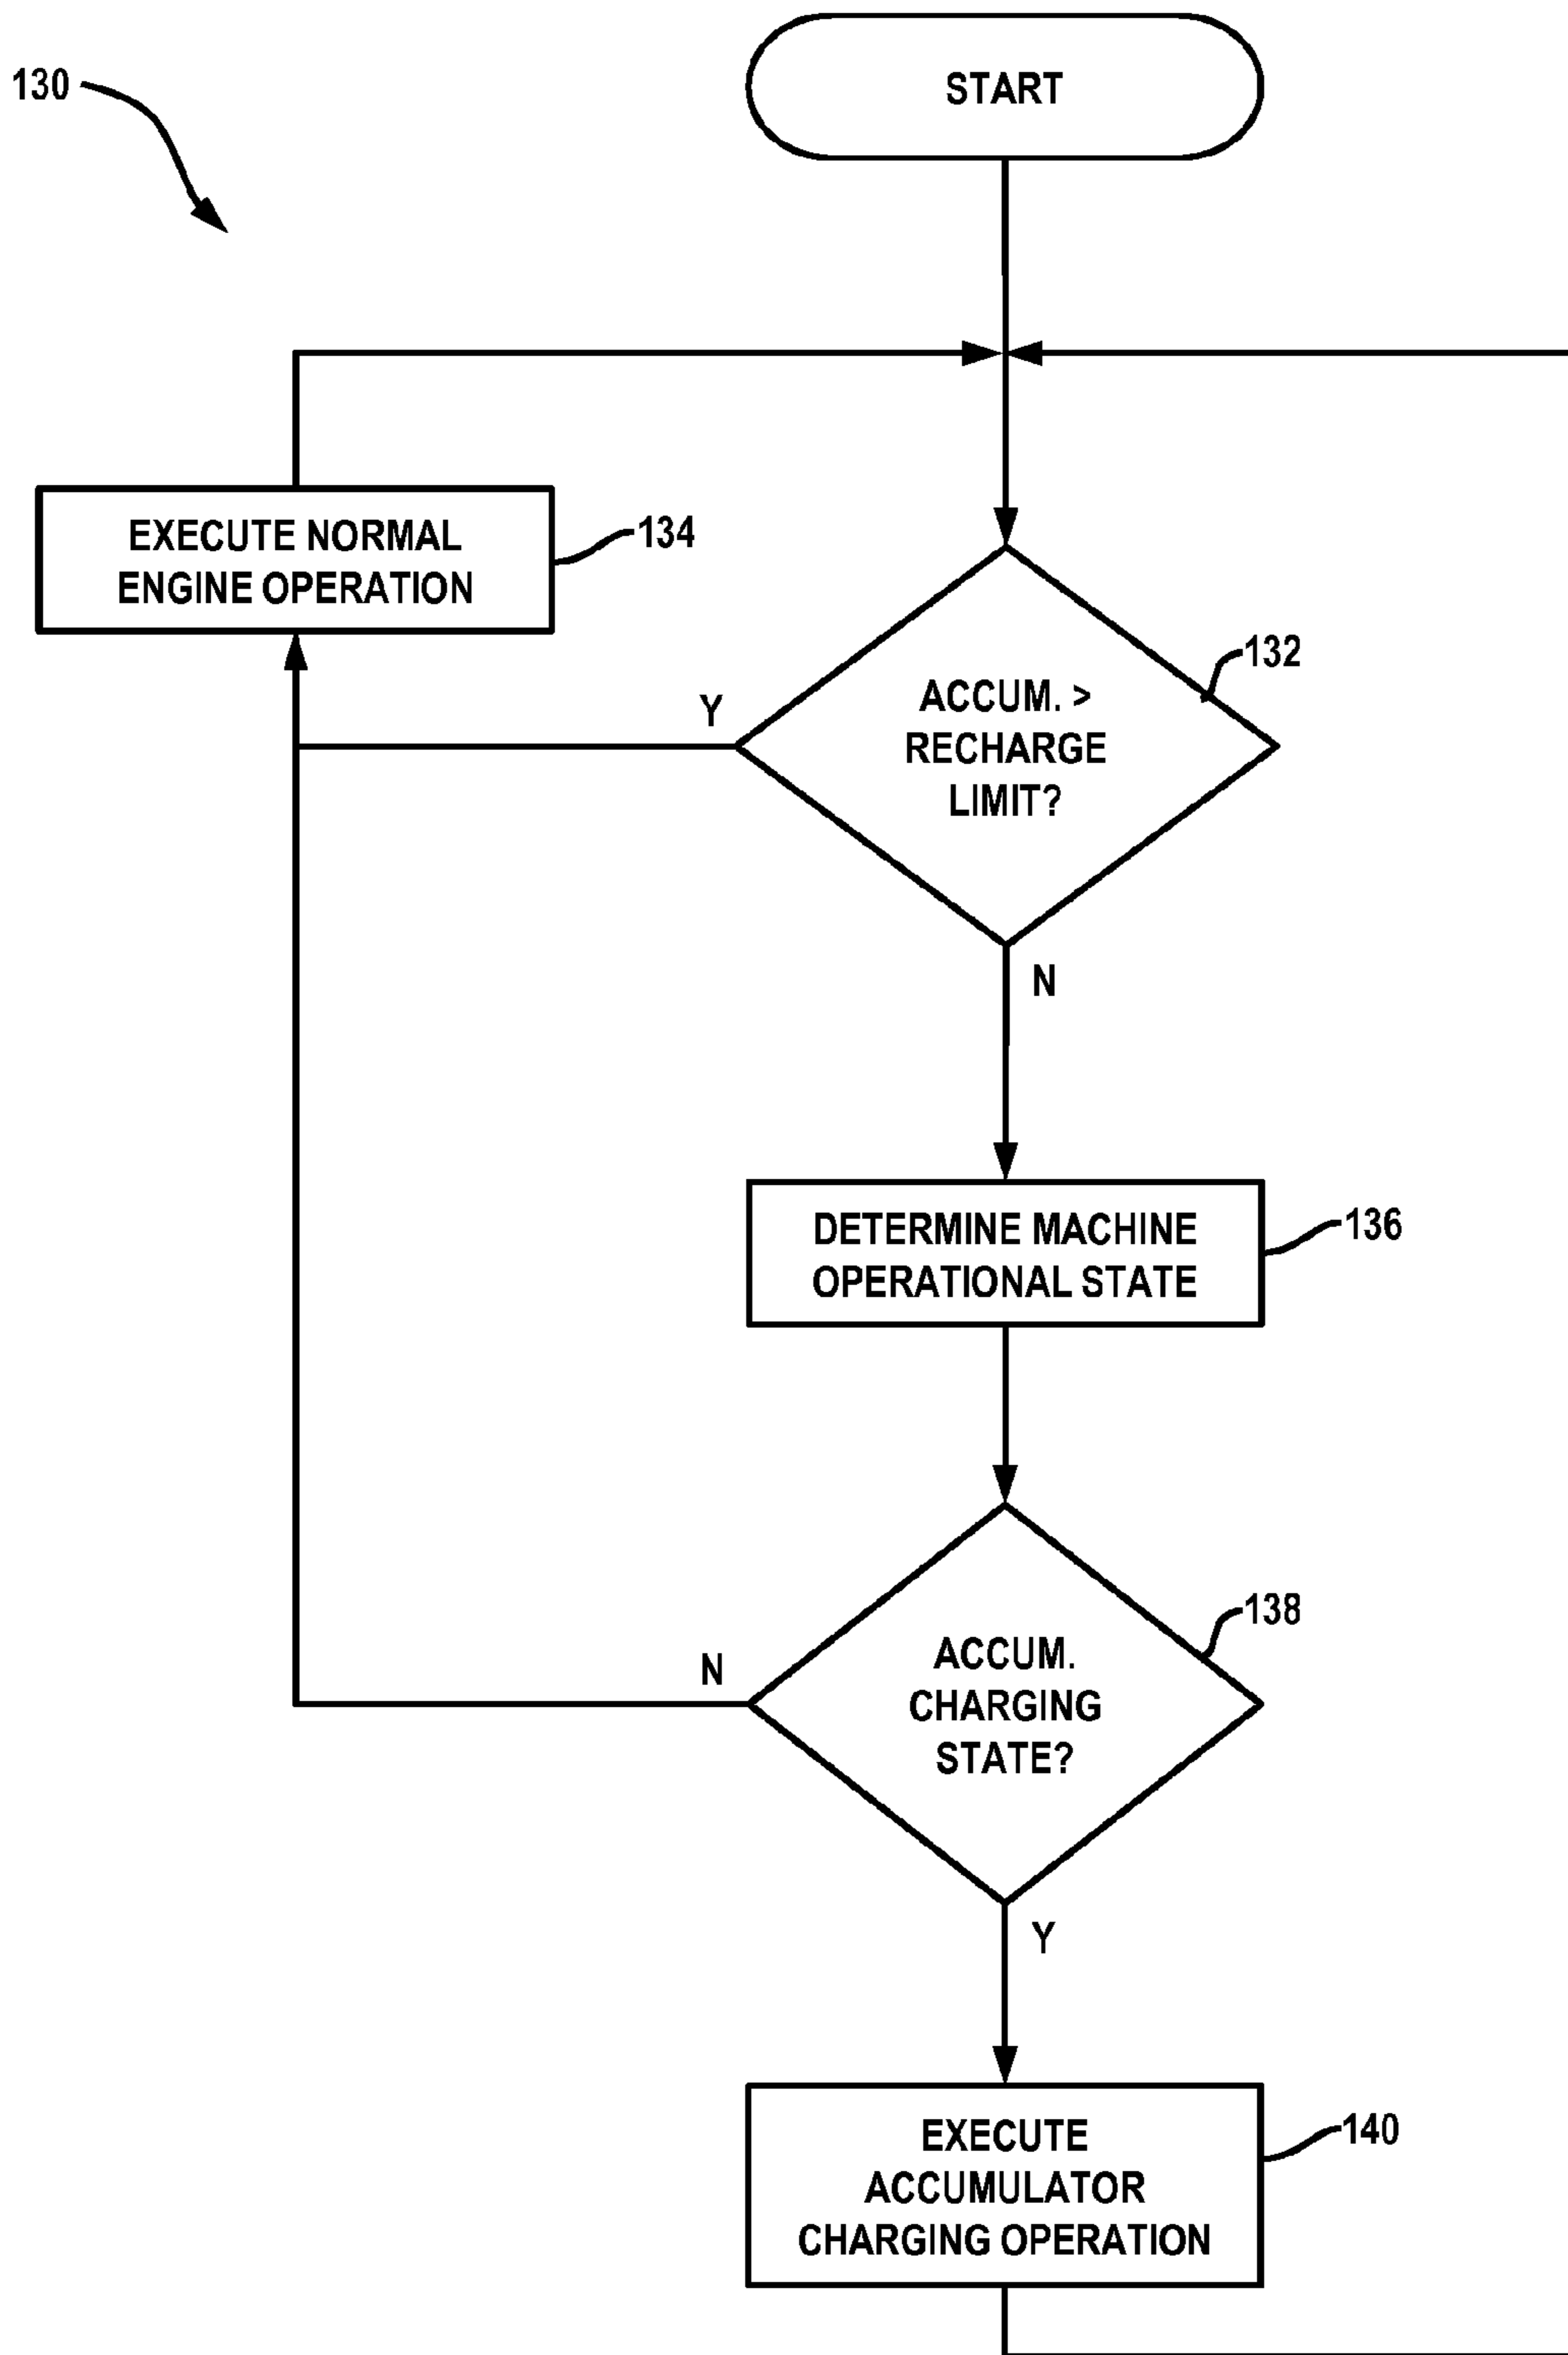 130
START
EXECUTE NORMAL
ENGINE OPERATION
134
132
ACCUM. >
RECHARGE
LIMIT?
Y
N
DETERMINE MACHINE
OPERATIONAL STATE
136
138
ACCUM.
CHARGING
STATE?
N
Y
EXECUTE
ACCUMULATOR
CHARGING OPERATION
140